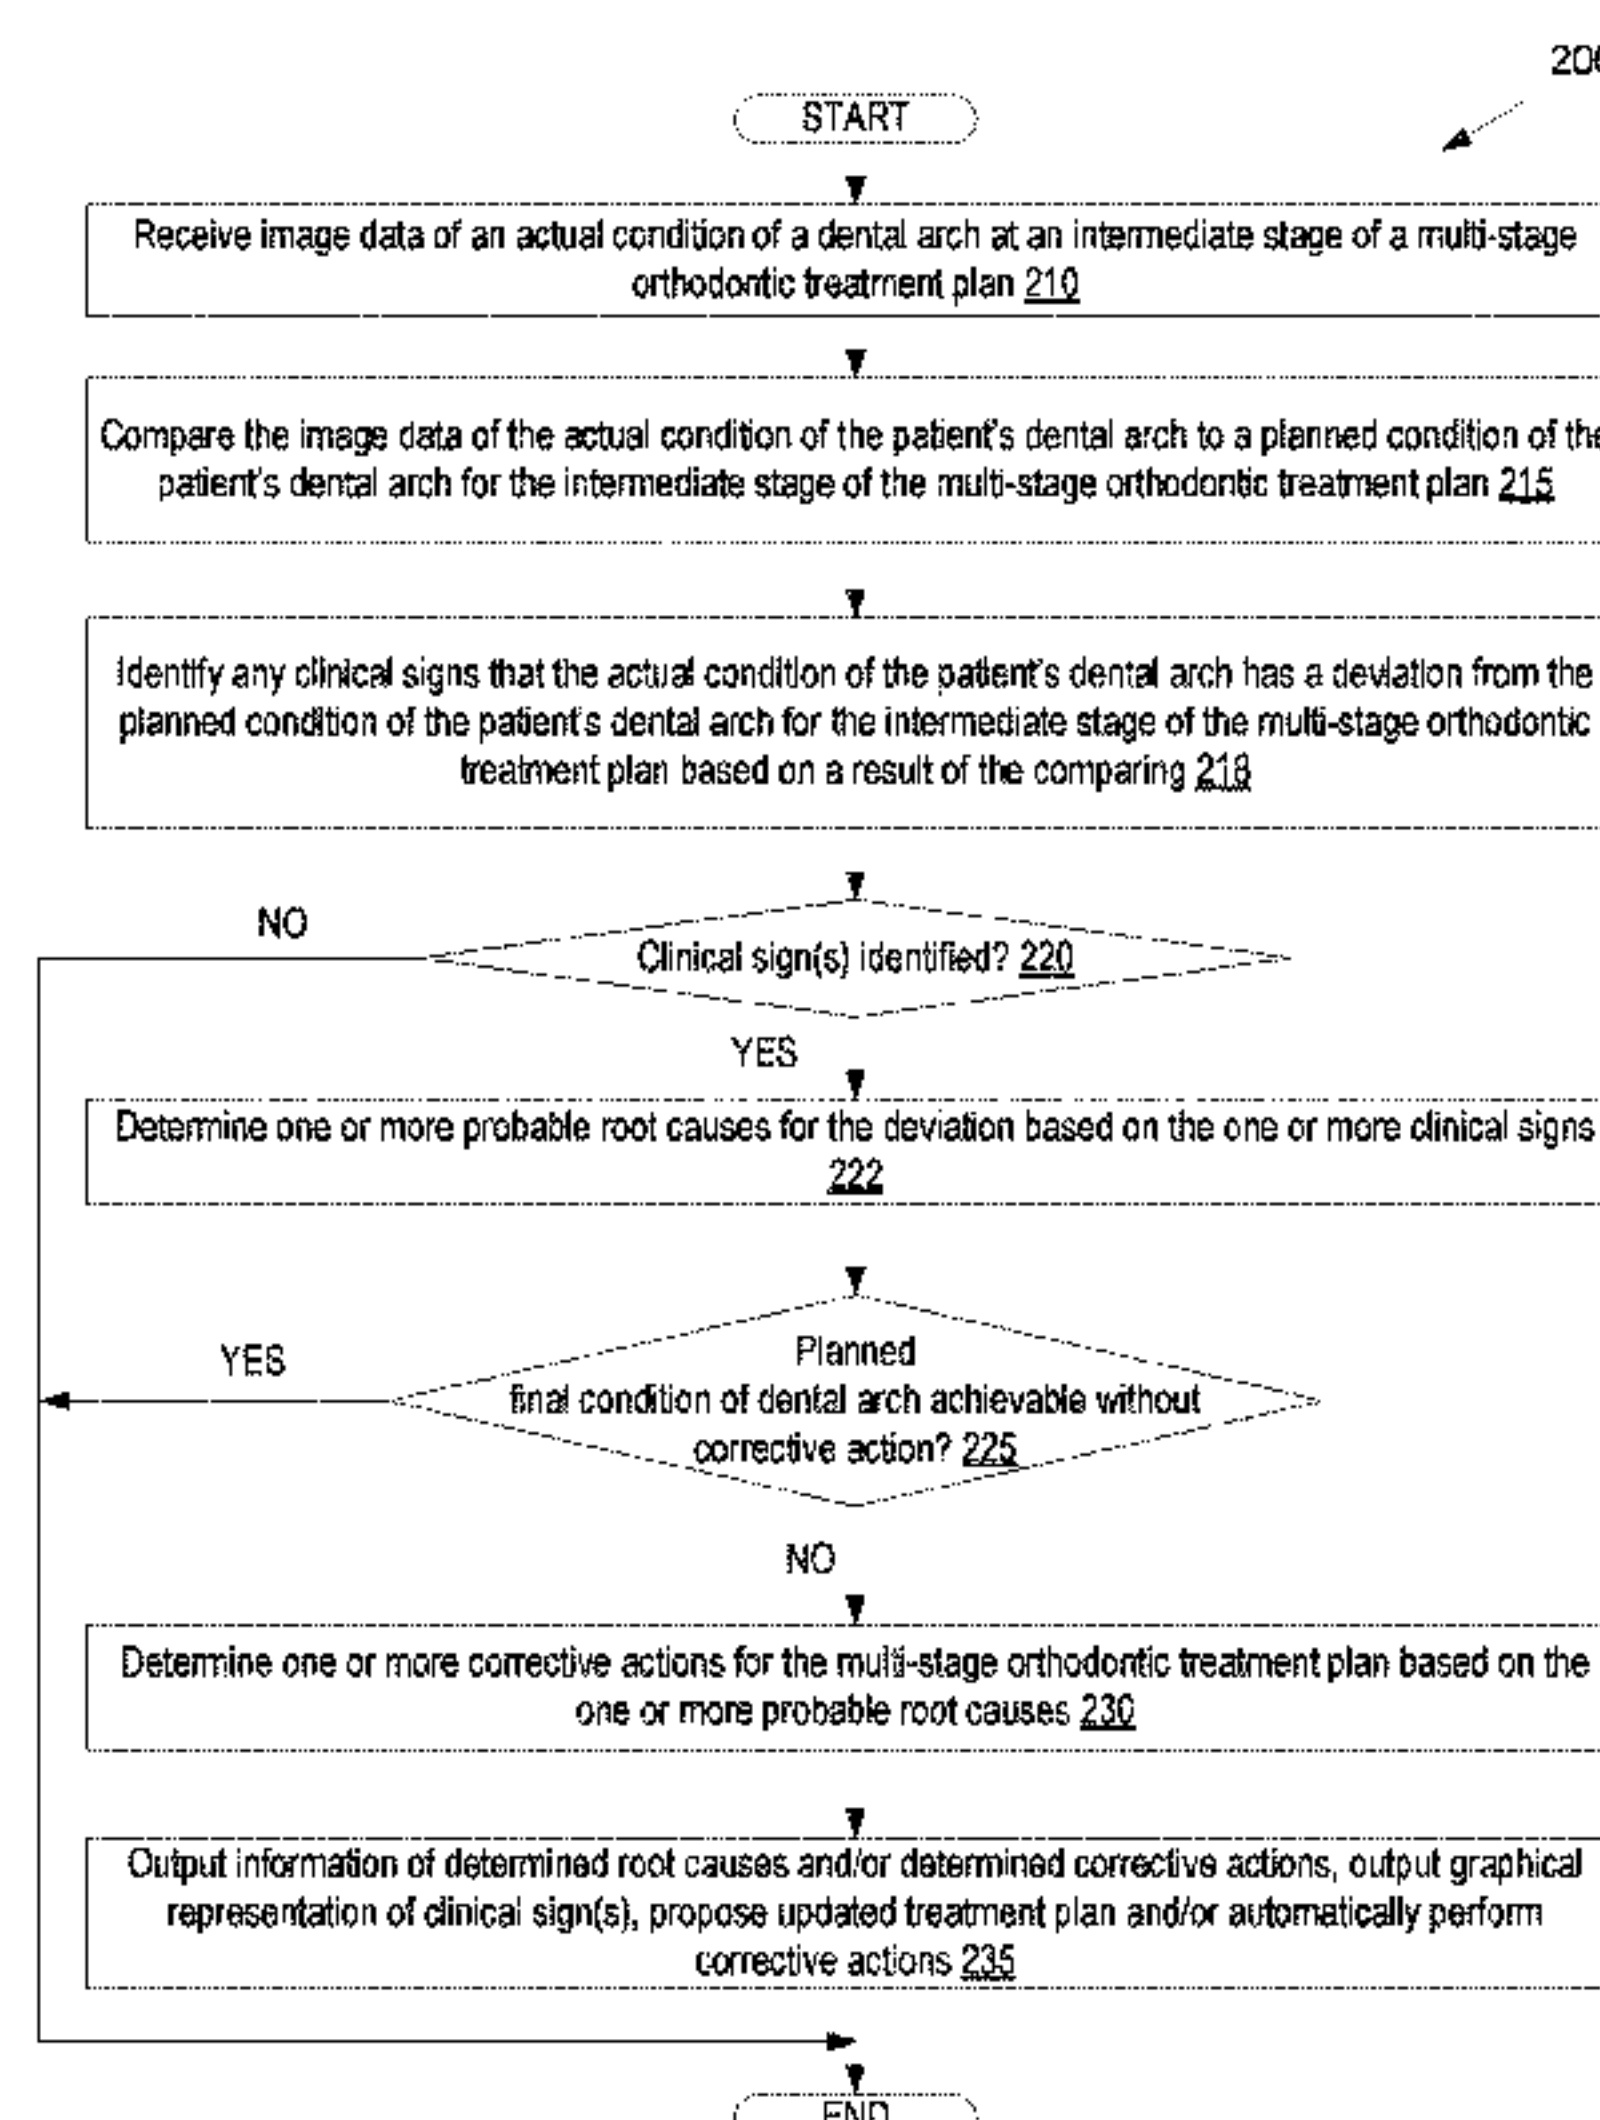 START
Receive image data of an actual condition of a dental arch at an intermediate stage of a multi-stage
orthodontic treatment plan 210
Compare the image data of the actual condition of the patient's dental arch to a planned condition of the
patient's dental arch for the intermediate stage of the multi-stage orthodontic treatment plan 215
Identify any clinical signs that the actual condition of the patient's dental arch has a deviation from the
planned condition of the patient's dental arch for the intermediate stage of the multi-stage orthodontic
treatment plan based on a result of the comparing 218
NO
Clinical sign(s) identified? 220
YES
Determine one or more probable root causes for the deviation based on the one or more clinical signs
222
YES
Planned
final condition of dental arch achievable without
corrective action? 225
NO
Determine one or more corrective actions for the multi-stage orthodontic treatment plan based on the
one or more probable root causes 230
Output information of determined root causes and/or determined corrective actions, output graphical
representation of clinical sign(s), propose updated treatment plan and/or automatically perform
corrective actions 235
END